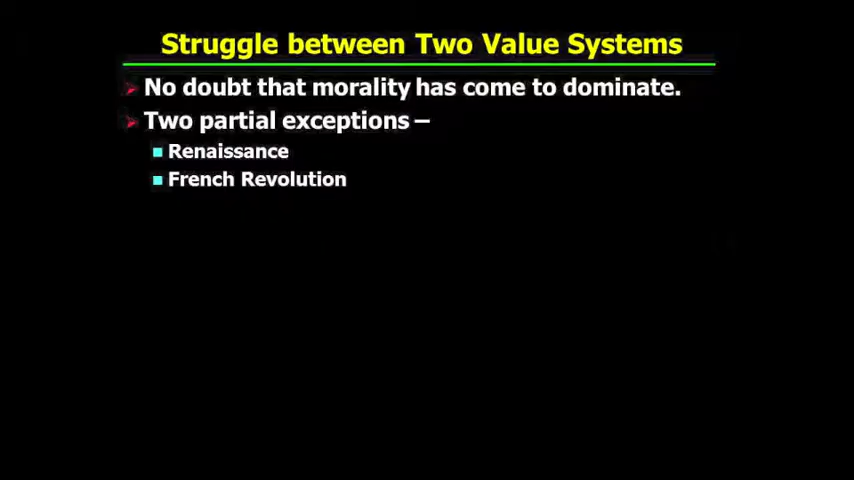 Struggle between Two Value Systems
No doubt that morality has come to dominate.
Two partial exceptions –
Renaissance
French Revolution